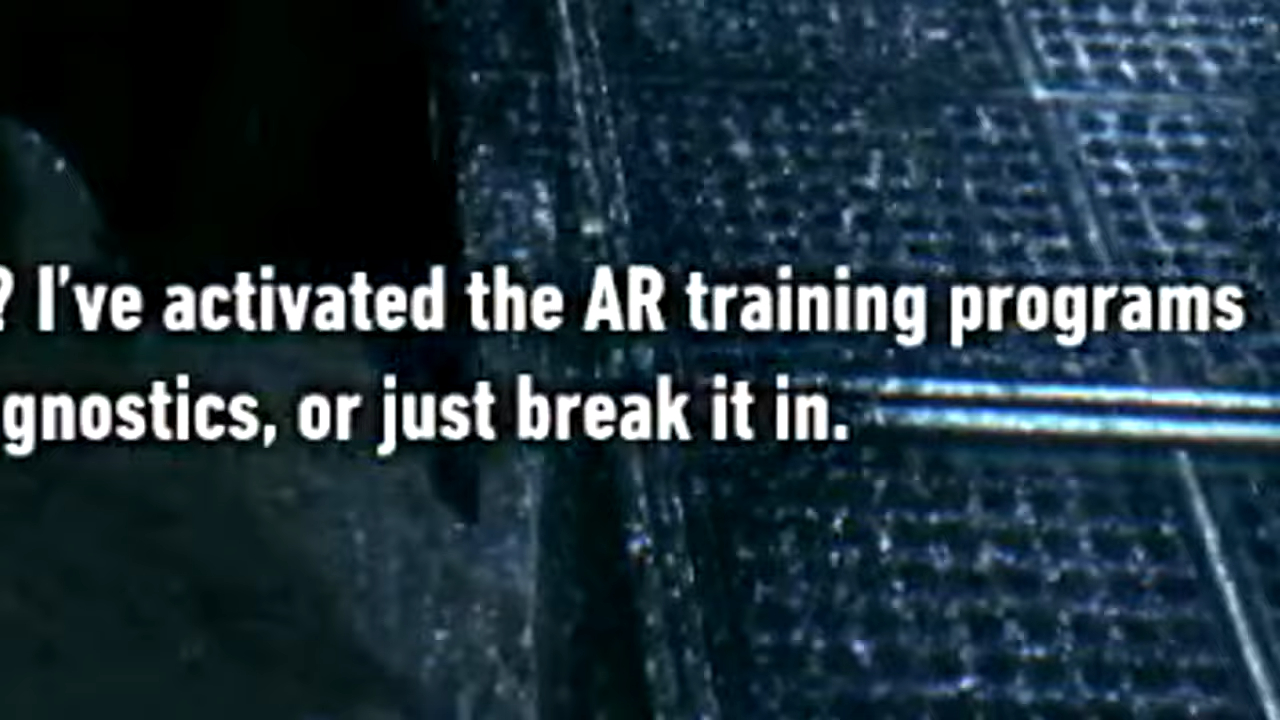 ? I've activated the AR training programs
gnostics, or just break it in.